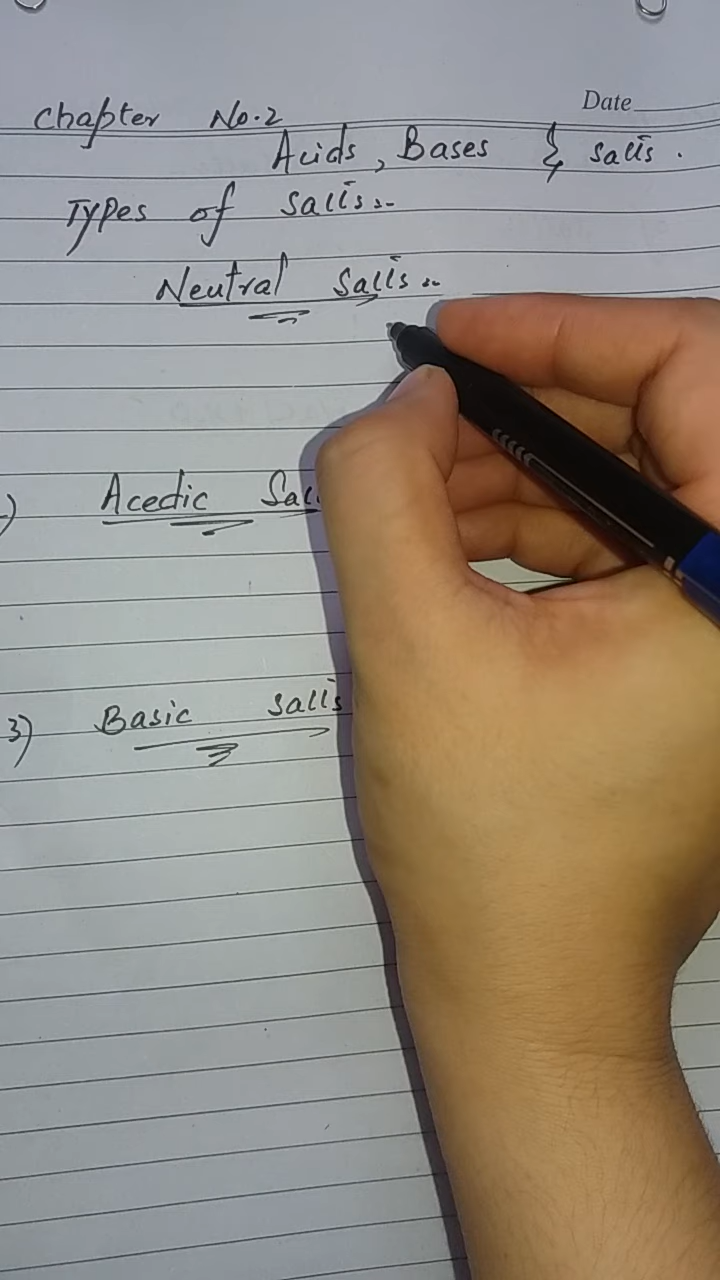 Date
Chapter No.2
Acids, Bases & Salts.
Types of Salts:-
Neutral Salts:-
Acedic
3) Basic Salts